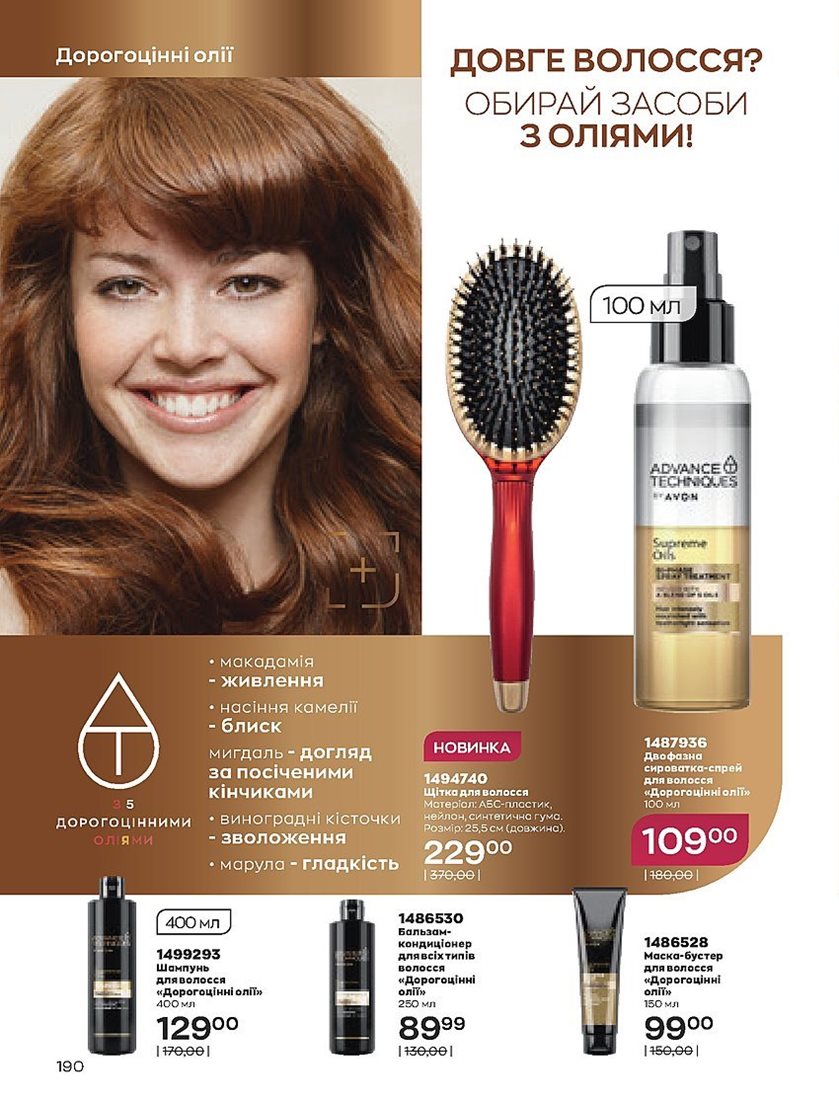 Дорогоцінні олії
ДОВГЕ ВОЛОССЯ?
ОБИРАЙ ЗАСОБИ
З ОЛІЯМИ!
100 мл
ADVANCE
TECHNIQUES
BY AVON
Supreme
Oils
BI-PHASE
SPRAY TREATMENT
• макадамія
- живлення
• насіння камелії
- блиск
мигдаль - догляд
за посіченими
кінчиками
• виноградні кісточки
- зволоження
• марула - гладкість
З 5
ДОРОГОЦІННИМИ
ОЛІЯМИ
НОВИНКА
1494740
Щітка для волосся
Матеріал: АБС-пластик,
нейлон, синтетична гума.
Розмір: 25,5 см (довжина).
229 00
|370,00|
1487936
Двофазна
сироватка-спрей
для волосся
«Дорогоцінні олії»
100 мл
109 00
|180,00|
400 мл
1499293
Шампунь
для волосся
«Дорогоцінні олії»
400 мл
129 00
|170,00|
1486530
Бальзам-
кондиціонер
для всіх типів
волосся
«Дорогоцінні
олії»
250 мл
89 99
|130,00|
1486528
Маска-бустер
для волосся
«Дорогоцінні
олії»
150 мл
99 00
|150,00|
190